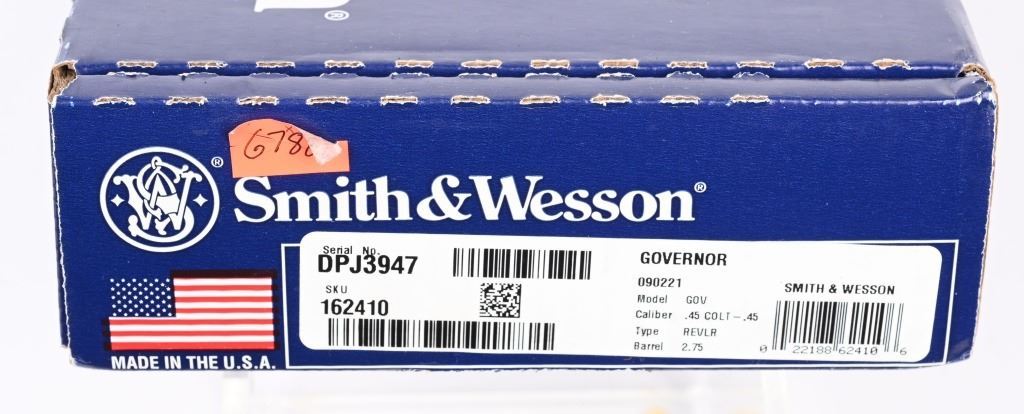 Smith & Wesson®
MADE IN THE U.S.A.
Serial No.
DPJ3947
SKU
162410
GOVERNOR
090221
Model GOV
Caliber .45 COLT-.45
Type REVLR
Barrel 2.75
SMITH & WESSON
0 22188 62410 6